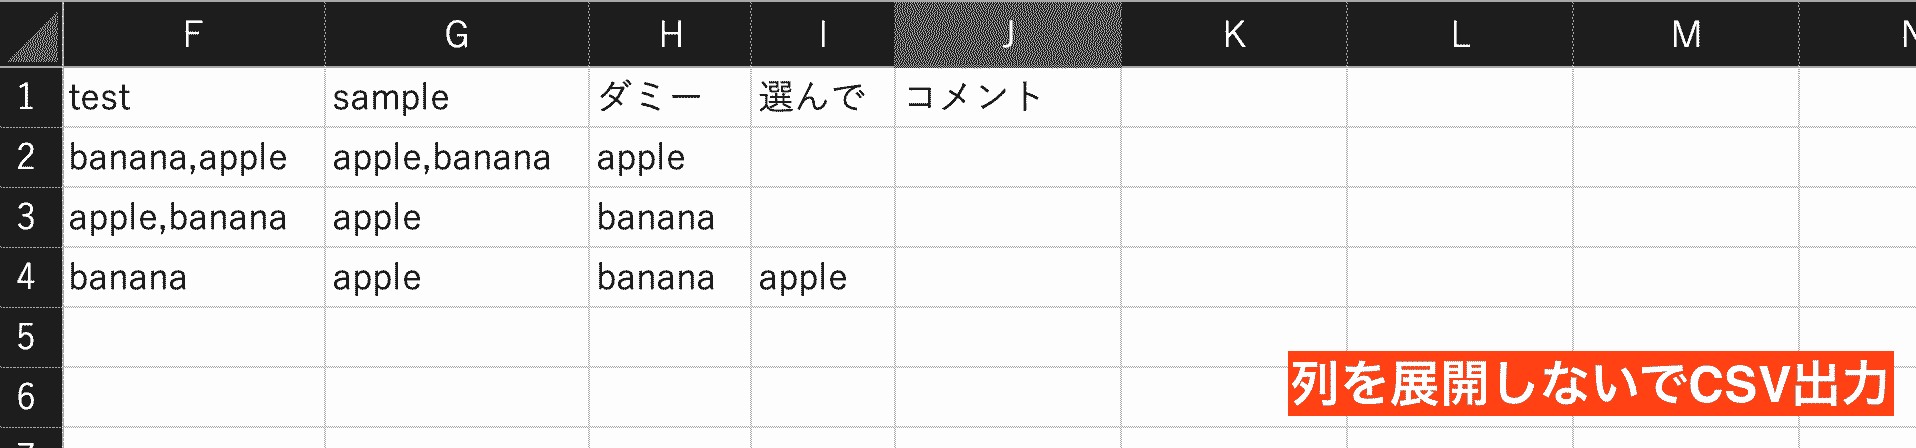 F G H I J K L M N
1 test sample ダミー 選んで コメント
2 banana,apple apple,banana apple
3 apple,banana apple banana
4 banana apple banana apple
5
6
列を展開しないでCSV出力